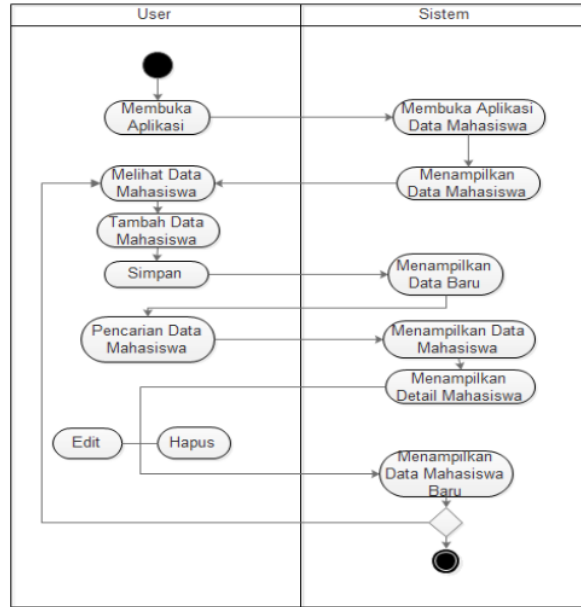 User
Sistem
Membuka
Aplikasi
Membuka Aplikasi
Data Mahasiswa
Melihat Data
Mahasiswa
Menampilkan
Data Mahasiswa
Tambah Data
Mahasiswa
Simpan
Menampilkan
Data Baru
Pencarian Data
Mahasiswa
Menampilkan Data
Mahasiswa
Menampilkan
Detail Mahasiswa
Edit
Hapus
Menampilkan
Data Mahasiswa
Baru